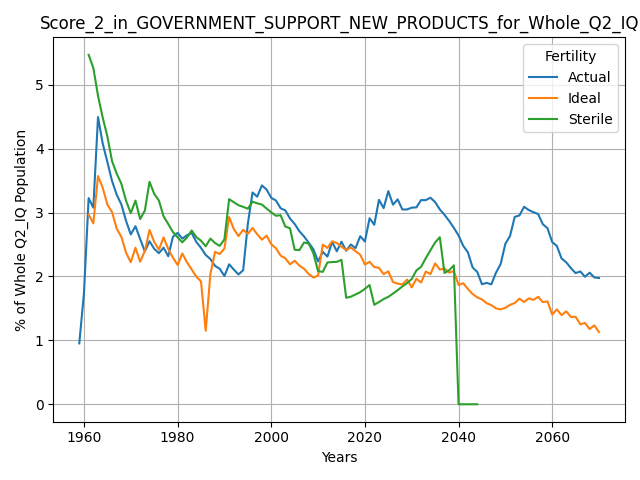 Score_2_in_GOVERNMENT_SUPPORT_NEW_PRODUCTS_for_Whole_Q2_IQ
Fertility
Actual
Ideal
Sterile
% of Whole Q2_IQ Population
5
4
3
2
1
0
1960 1980 2000 2020 2040 2060
Years